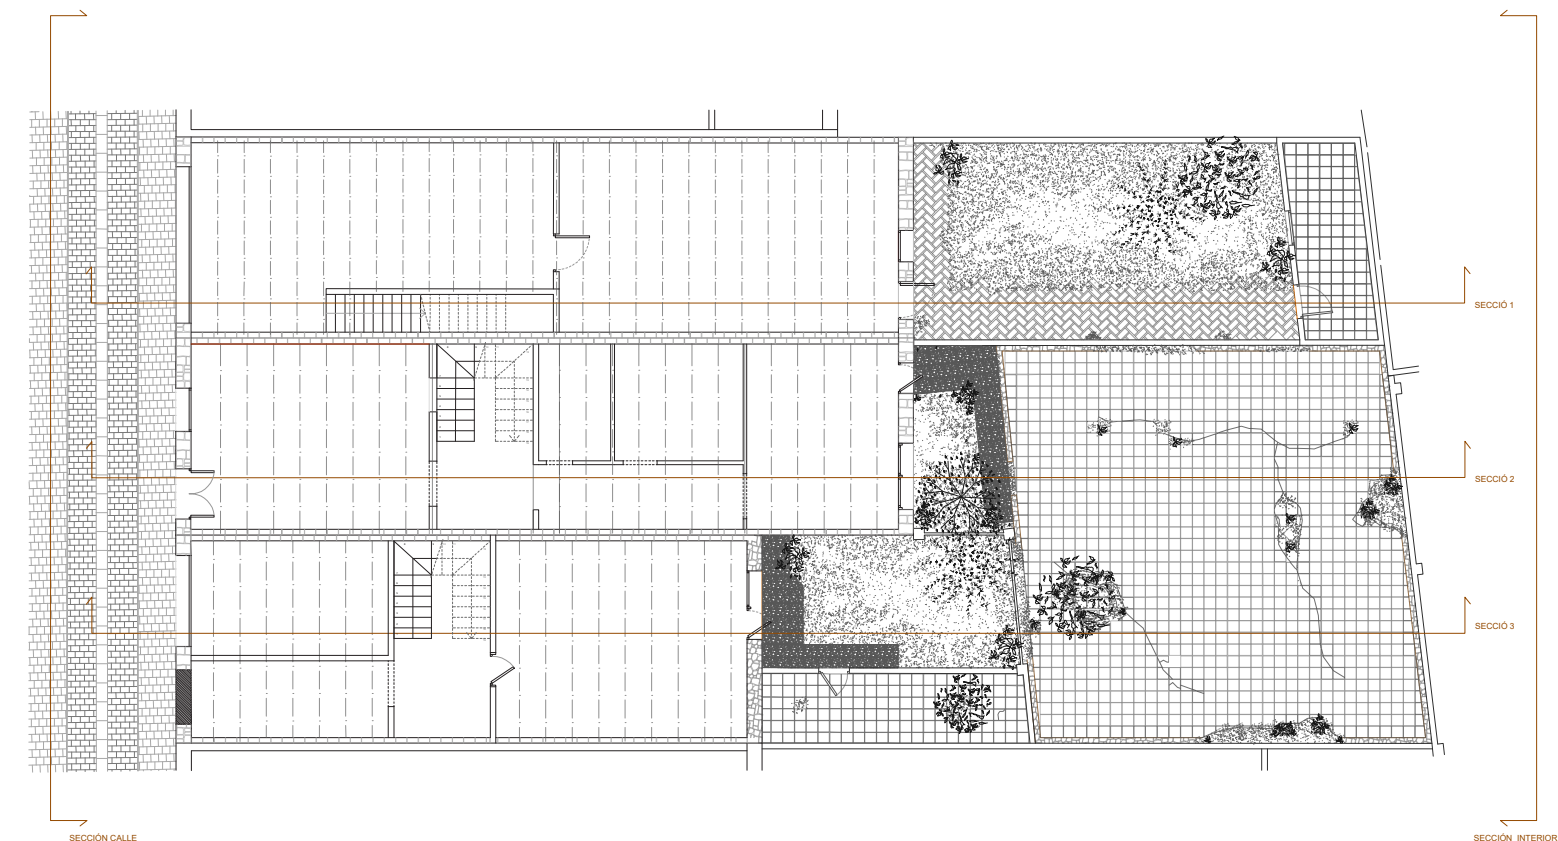 SECCIÓ 1
SECCIÓ 2
SECCIÓ 3
SECCIÓN CALLE
SECCIÓN INTERIOR